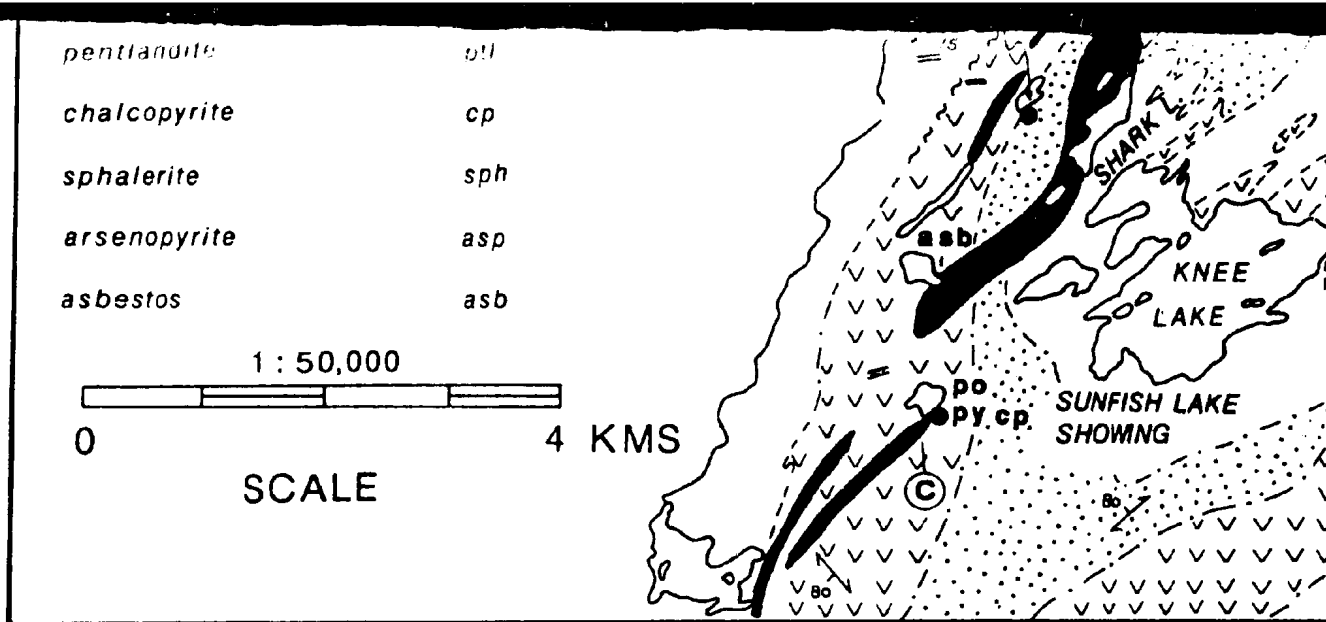 pentlandite
chalcopyrite cp
sphalerite sph
arsenopyrite asp
asbestos asb
1 : 50,000
0 4 KMS
SCALE
SHARK L
asb
KNEE
LAKE
po
py cp
SUNFISH LAKE
SHOWING
C
80
80